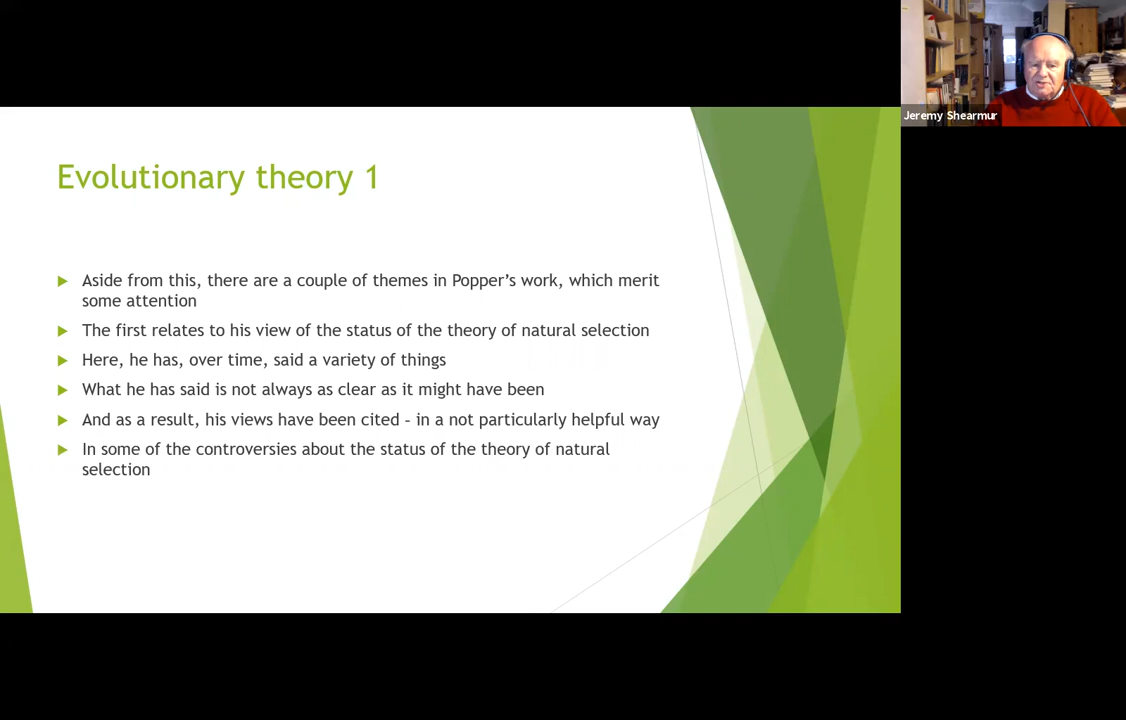 Jeremy Shearmur
Evolutionary theory 1
Aside from this, there are a couple of themes in Popper's work, which merit
some attention
The first relates to his view of the status of the theory of natural selection
Here, he has, over time, said a variety of things
What he has said is not always as clear as it might have been
And as a result, his views have been cited – in a not particularly helpful way
In some of the controversies about the status of the theory of natural
selection